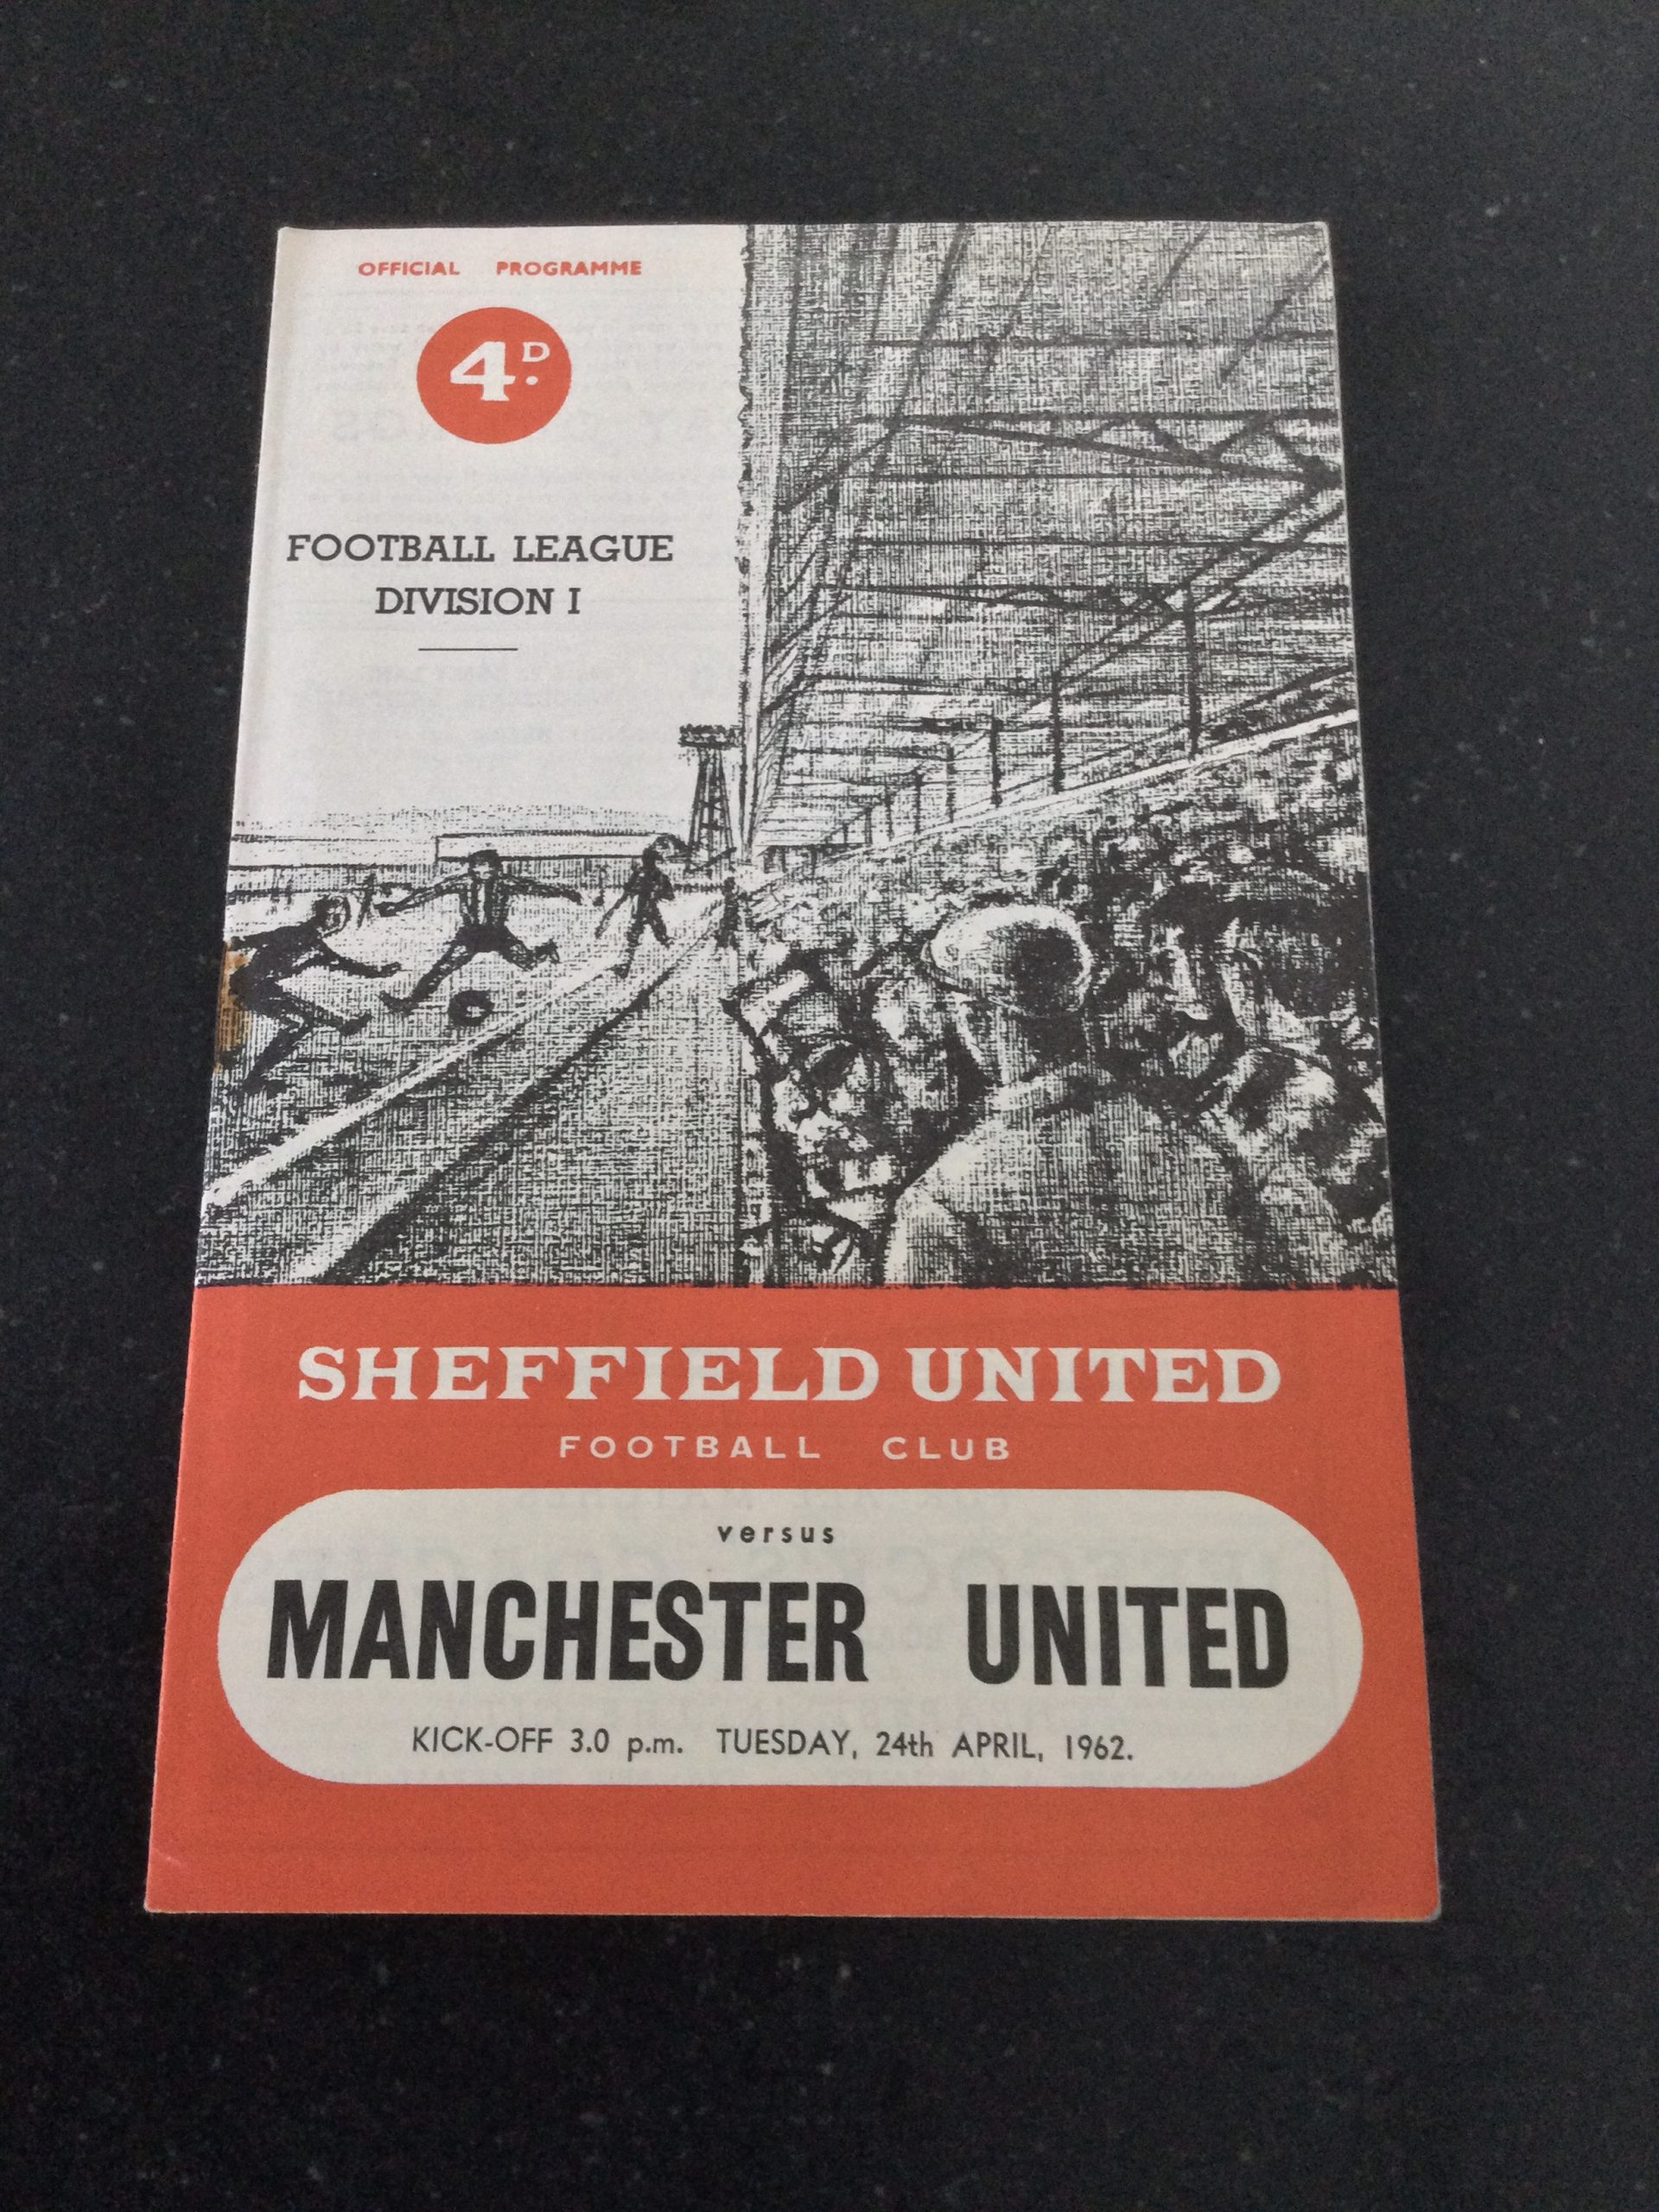 OFFICIAL PROGRAMME
4D.
FOOTBALL LEAGUE
DIVISION I
SHEFFIELD UNITED
FOOTBALL CLUB
versus
MANCHESTER UNITED
KICK-OFF 3.0 p.m. TUESDAY, 24th APRIL, 1962.